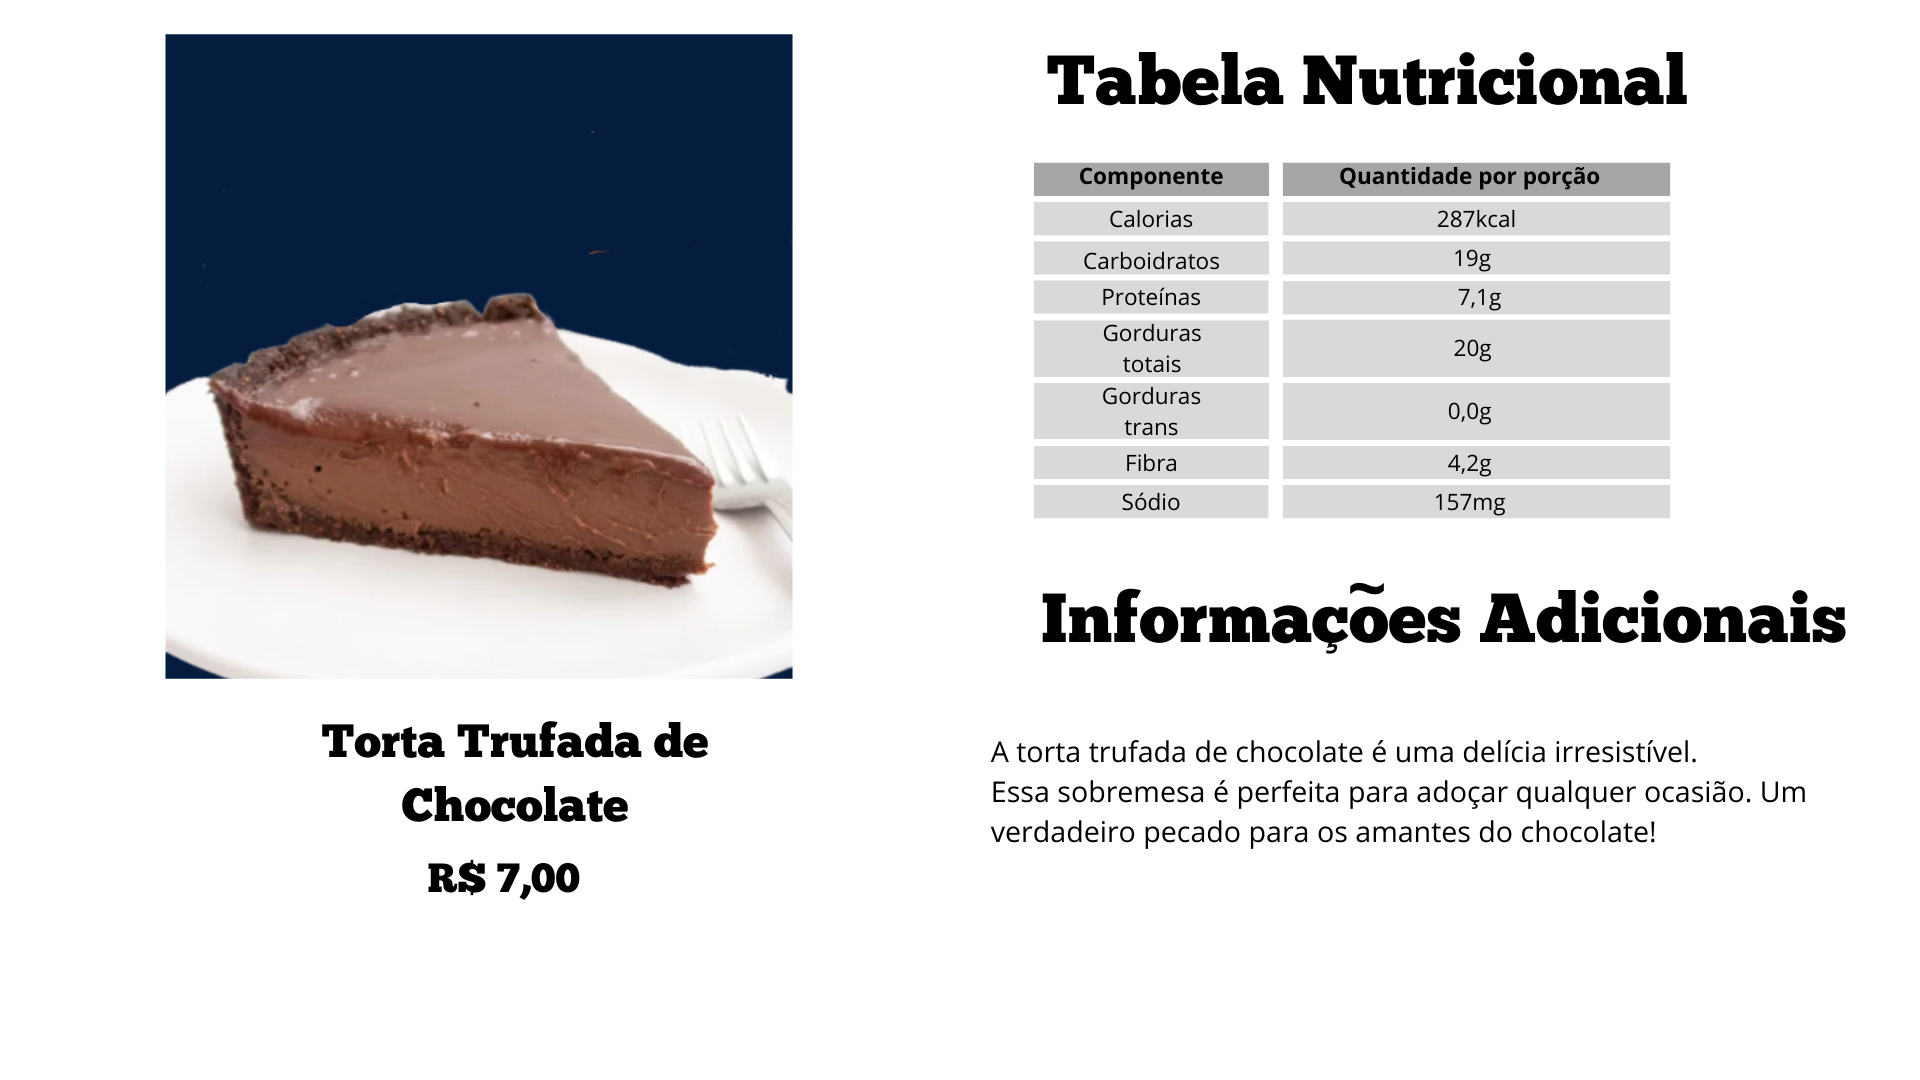 Torta Trufada de
Chocolate
R$ 7,00
Tabela Nutricional
Componente Quantidade por porção
Calorias 287kcal
Carboidratos 19g
Proteínas 7,1g
Gorduras
totais 20g
Gorduras
trans 0,0g
Fibra 4,2g
Sódio 157mg
Informações Adicionais
A torta trufada de chocolate é uma delícia irresistível.
Essa sobremesa é perfeita para adoçar qualquer ocasião. Um
verdadeiro pecado para os amantes do chocolate!